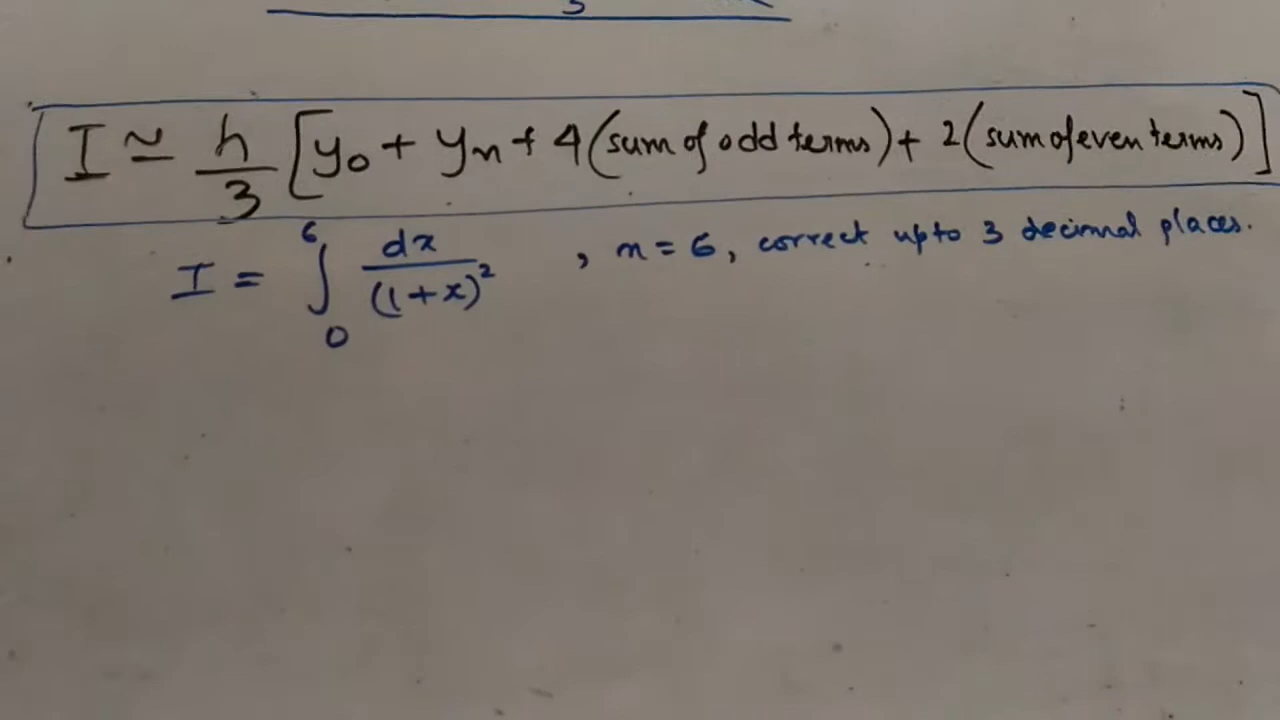 I ≃ h/3 [y₀ + yₙ + 4(sum of odd terms) + 2(sum of even terms)]
I = ∫₀⁶ dx/(1+x)² , n = 6, correct upto 3 decimal places.